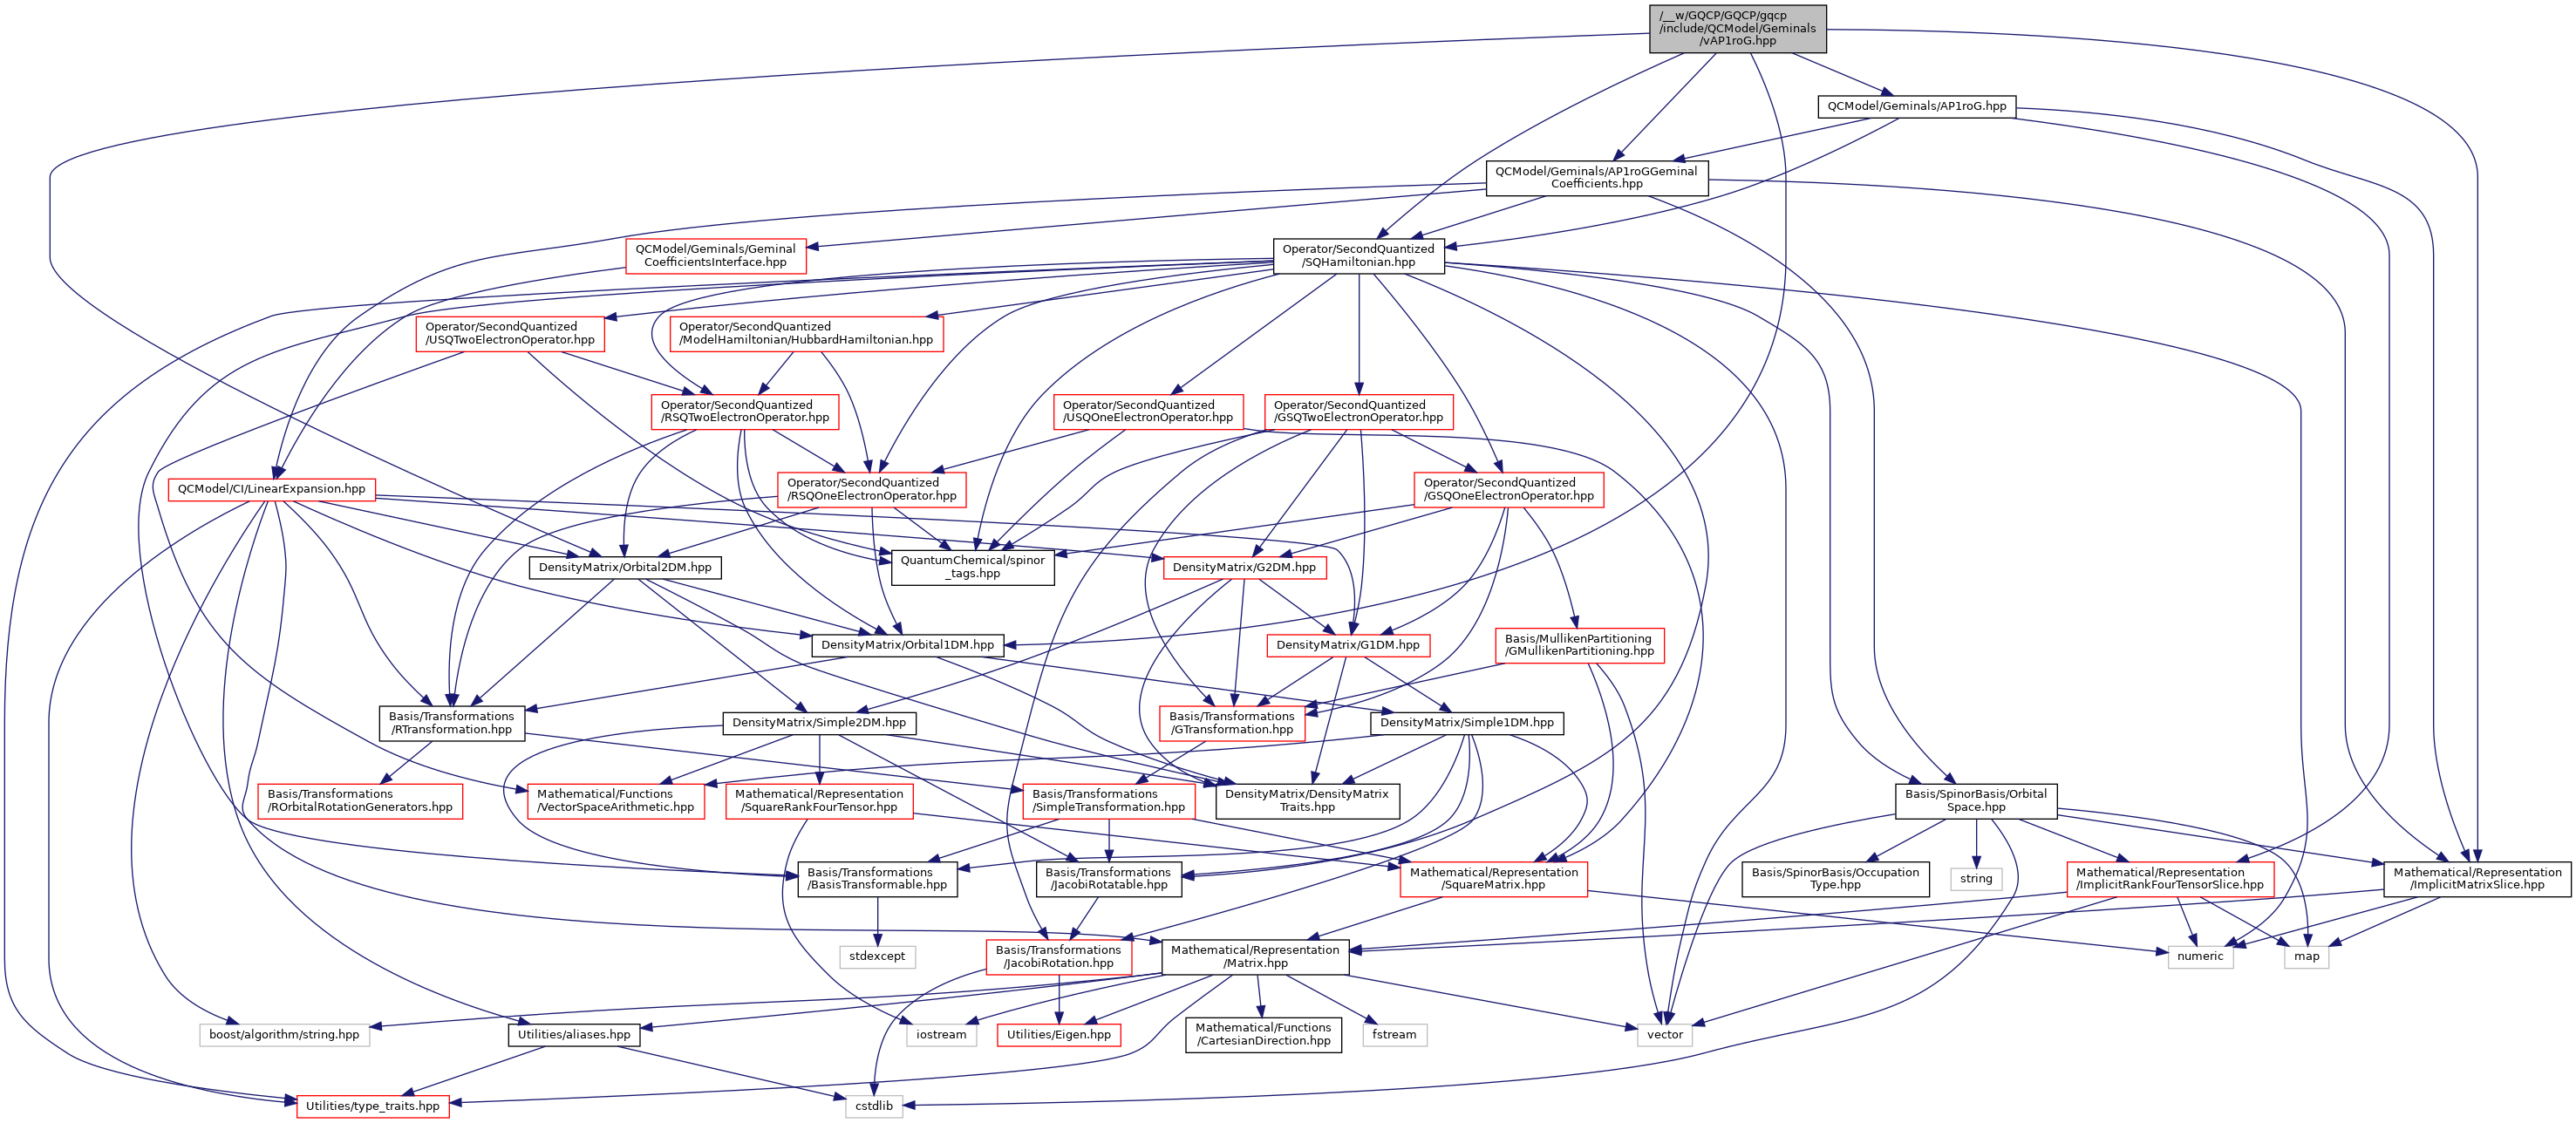 /__w/GQCP/GQCP/gqcp
/include/QCModel/Geminals
/vAP1roG.hpp
QCModel/Geminals/AP1roG.hpp
QCModel/Geminals/AP1roGGeminal
Coefficients.hpp
QCModel/Geminals/Geminal
CoefficientsInterface.hpp
Operator/SecondQuantized
/SQHamiltonian.hpp
Operator/SecondQuantized
/USQTwoElectronOperator.hpp
Operator/SecondQuantized
/ModelHamiltonian/HubbardHamiltonian.hpp
Operator/SecondQuantized
/RSQTwoElectronOperator.hpp
Operator/SecondQuantized
/USQOneElectronOperator.hpp
Operator/SecondQuantized
/GSQTwoElectronOperator.hpp
QCModel/CI/LinearExpansion.hpp
Operator/SecondQuantized
/RSQOneElectronOperator.hpp
Operator/SecondQuantized
/GSQOneElectronOperator.hpp
DensityMatrix/Orbital2DM.hpp
QuantumChemical/spinor
_tags.hpp
DensityMatrix/G2DM.hpp
DensityMatrix/Orbital1DM.hpp
DensityMatrix/G1DM.hpp
Basis/MullikenPartitioning
/GMullikenPartitioning.hpp
Basis/Transformations
/RTransformation.hpp
DensityMatrix/Simple2DM.hpp
Basis/Transformations
/GTransformation.hpp
DensityMatrix/Simple1DM.hpp
Basis/Transformations
/ROrbitalRotationGenerators.hpp
Mathematical/Functions
/VectorSpaceArithmetic.hpp
Mathematical/Representation
/SquareRankFourTensor.hpp
Basis/Transformations
/SimpleTransformation.hpp
DensityMatrix/DensityMatrix
Traits.hpp
Basis/SpinorBasis/Orbital
Space.hpp
Basis/Transformations
/BasisTransformable.hpp
Basis/Transformations
/JacobiRotatable.hpp
Mathematical/Representation
/SquareMatrix.hpp
Basis/SpinorBasis/Occupation
Type.hpp
string
Mathematical/Representation
/ImplicitRankFourTensorSlice.hpp
Mathematical/Representation
/ImplicitMatrixSlice.hpp
stdexcept
Basis/Transformations
/JacobiRotation.hpp
Mathematical/Representation
/Matrix.hpp
numeric
map
boost/algorithm/string.hpp
Utilities/aliases.hpp
iostream
Utilities/Eigen.hpp
Mathematical/Functions
/CartesianDirection.hpp
fstream
vector
Utilities/type_traits.hpp
cstdlib